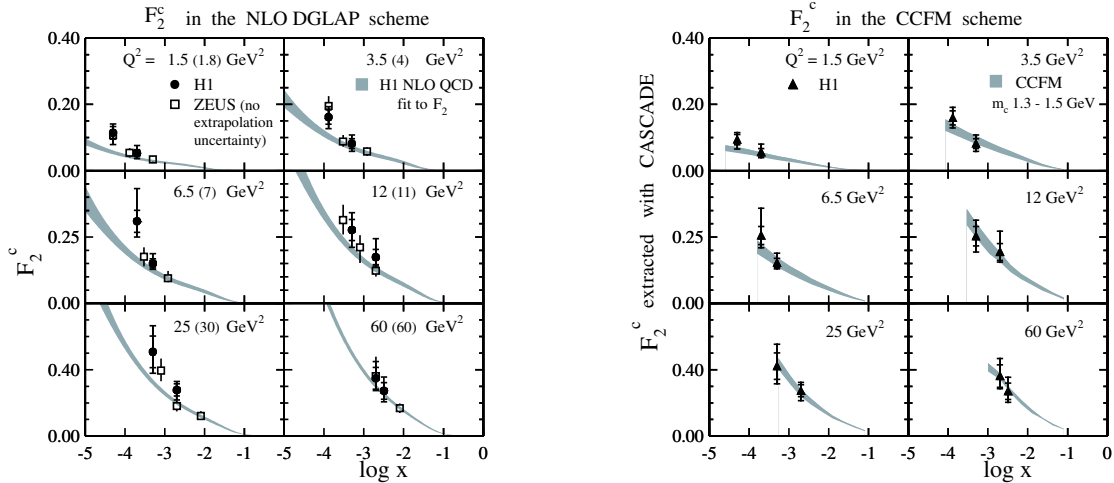 F₂ᶜ in the NLO DGLAP scheme
0.40
Q² = 1.5 (1.8) GeV²
3.5 (4) GeV²
H1
H1 NLO QCD
ZEUS (no
fit to F₂
extrapolation
uncertainty)
0.20
0.00
6.5 (7) GeV²
12 (11) GeV²
0.25
F₂ᶜ
0.00
25 (30) GeV²
60 (60) GeV²
0.40
0.00
-5 -4 -3 -2 -1 -5 -4 -3 -2 -1 0
log x
F₂ᶜ in the CCFM scheme
0.40
Q² = 1.5 GeV²
3.5 GeV²
H1
CCFM
m_c 1.3 - 1.5 GeV
0.20
0.00
6.5 GeV²
12 GeV²
0.25
F₂ᶜ extracted with CASCADE
0.00
25 GeV²
60 GeV²
0.40
0.00
-5 -4 -3 -2 -1 -5 -4 -3 -2 -1 0
log x